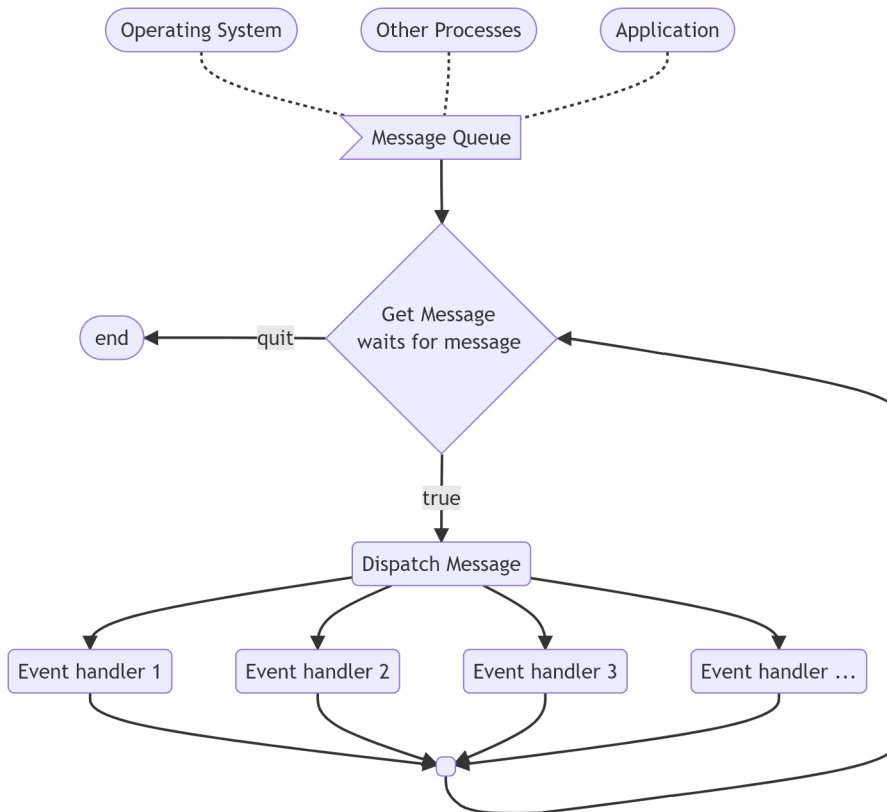 Operating System
Other Processes
Application
Message Queue
Get Message
waits for message
end
quit
true
Dispatch Message
Event handler 1
Event handler 2
Event handler 3
Event handler ...